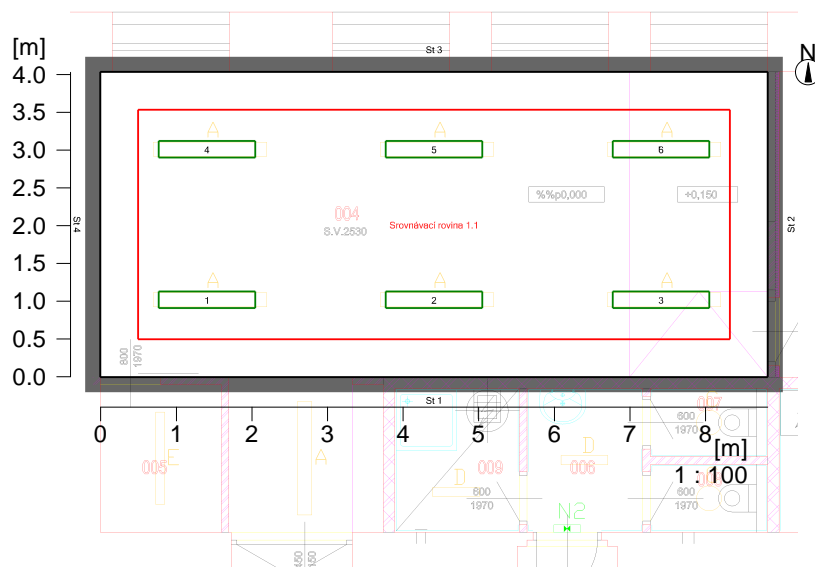 [m]
St 3
N
4.0
3.5
3.0
2.5
2.0
1.5
1.0
0.5
0.0
A A A
4 5 6
%%p0,000
+0,150
004
S.V.2530
Srovnávací rovina 1.1
St 4
St 2
A A A
1 2 3
800
1970
St 1
0 1 2 3 4 5 6 7 8
[m]
1 : 100
007
600
1970
005
E
A
009
D
006
D
600
1970
600
1970
N2